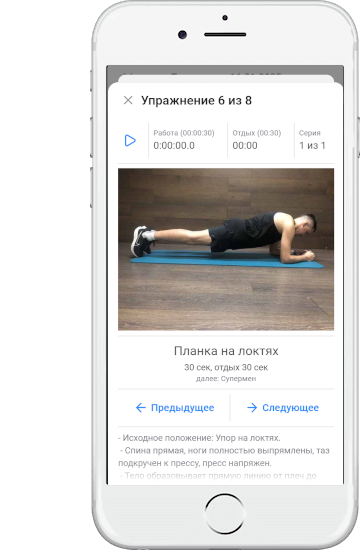 Упражнение 6 из 8
Работа (00:00:30) Отдых (00:30) Серия
0:00:00.0 00:00 1 из 1
Планка на локтях
30 сек, отдых 30 сек
далее: Супермен
Предыдущее Следующее
- Исходное положение: Упор на локтях.
- Спина прямая, ноги полностью выпрямлены, таз
подкручен к прессу, пресс напряжен.
- Тело образовывает прямую линию от плеч до